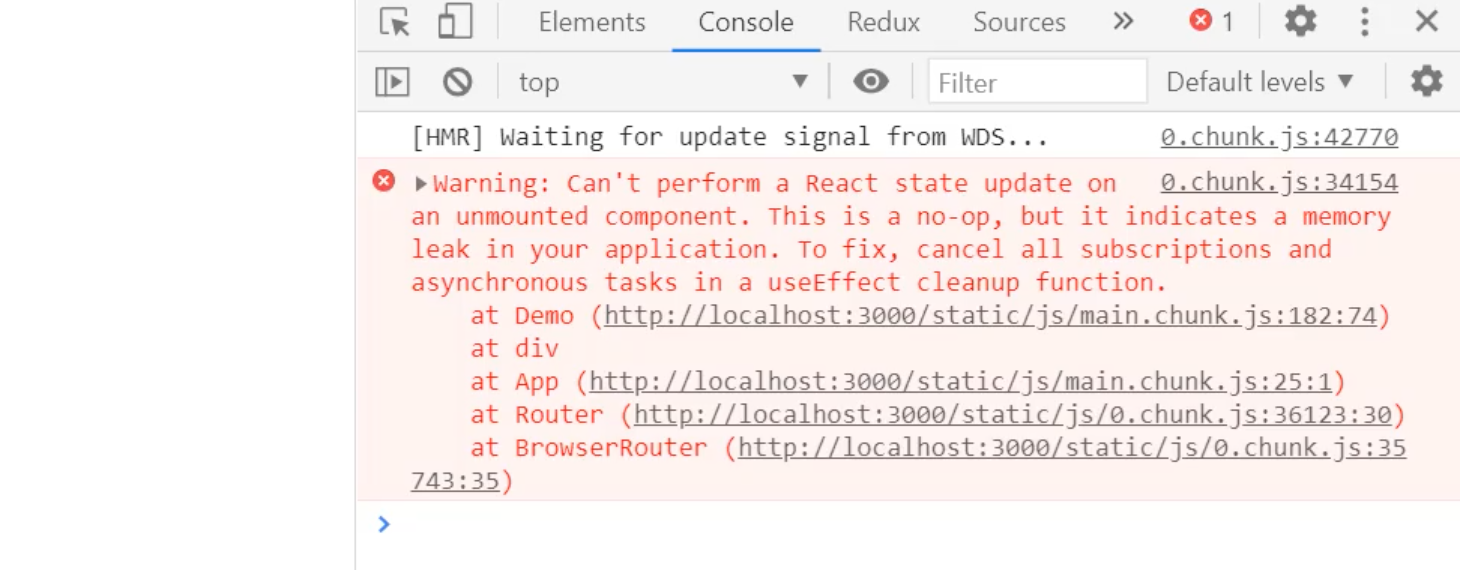 Elements Console Redux Sources 1
top Filter Default levels
[HMR] Waiting for update signal from WDS... 0.chunk.js:42770
Warning: Can't perform a React state update on 0.chunk.js:34154
an unmounted component. This is a no-op, but it indicates a memory
leak in your application. To fix, cancel all subscriptions and
asynchronous tasks in a useEffect cleanup function.
at Demo (http://localhost:3000/static/js/main.chunk.js:182:74)
at div
at App (http://localhost:3000/static/js/main.chunk.js:25:1)
at Router (http://localhost:3000/static/js/0.chunk.js:36123:30)
at BrowserRouter (http://localhost:3000/static/js/0.chunk.js:35
743:35)